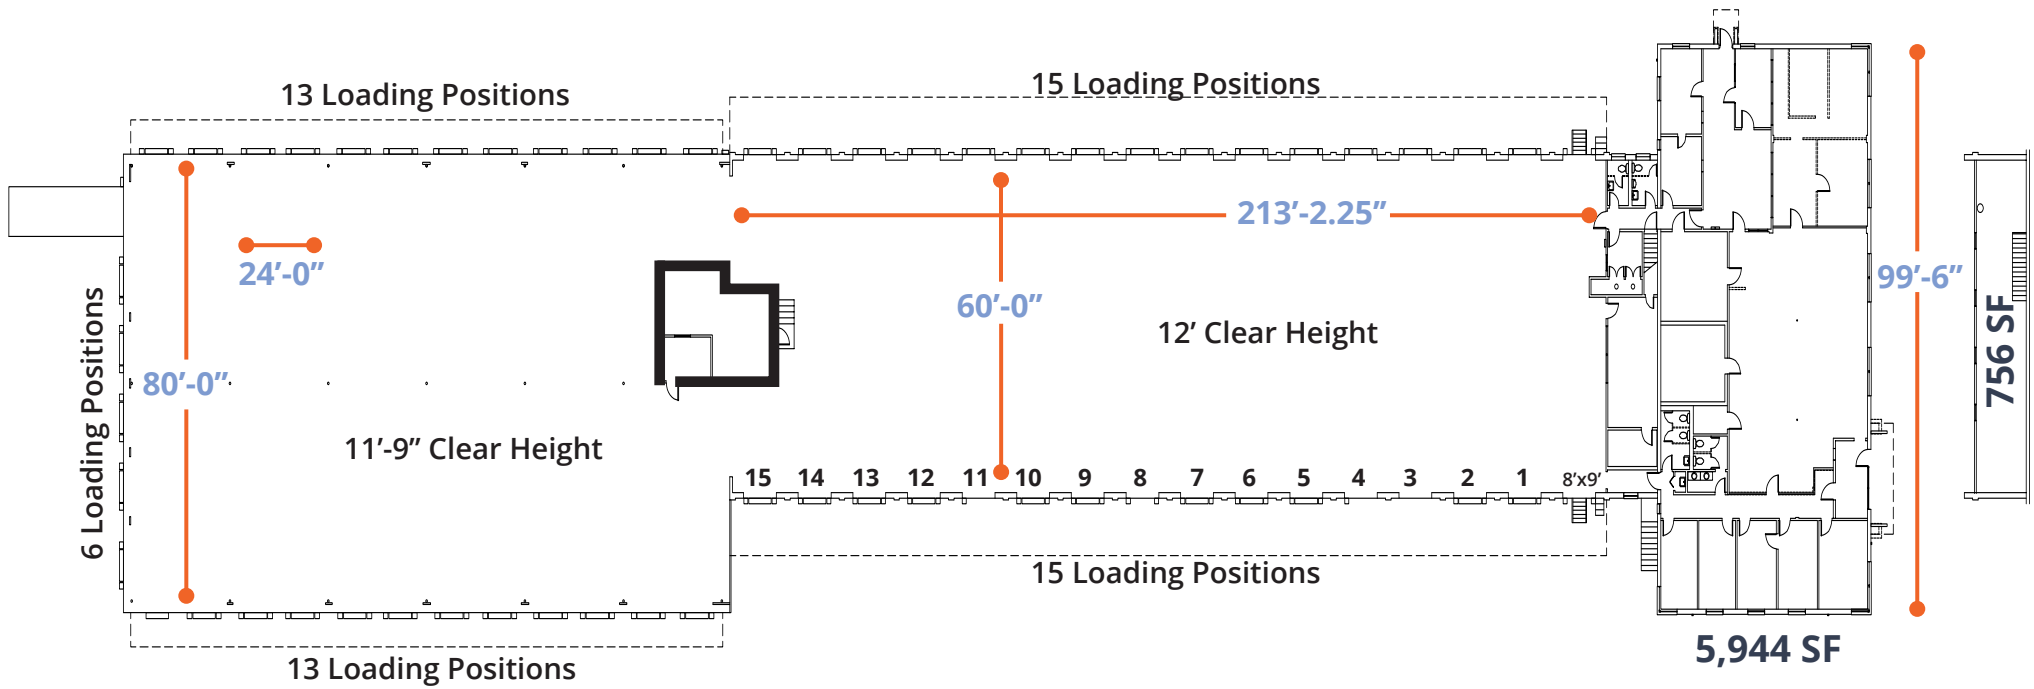 13 Loading Positions
15 Loading Positions
213’-2.25”
24’-0”
60’-0”
99’-6”
12’ Clear Height
756 SF
6 Loading Positions
80’-0”
11’-9” Clear Height
15 14 13 12 11 10 9 8 7 6 5 4 3 2 1 8’x9’
15 Loading Positions
5,944 SF
13 Loading Positions